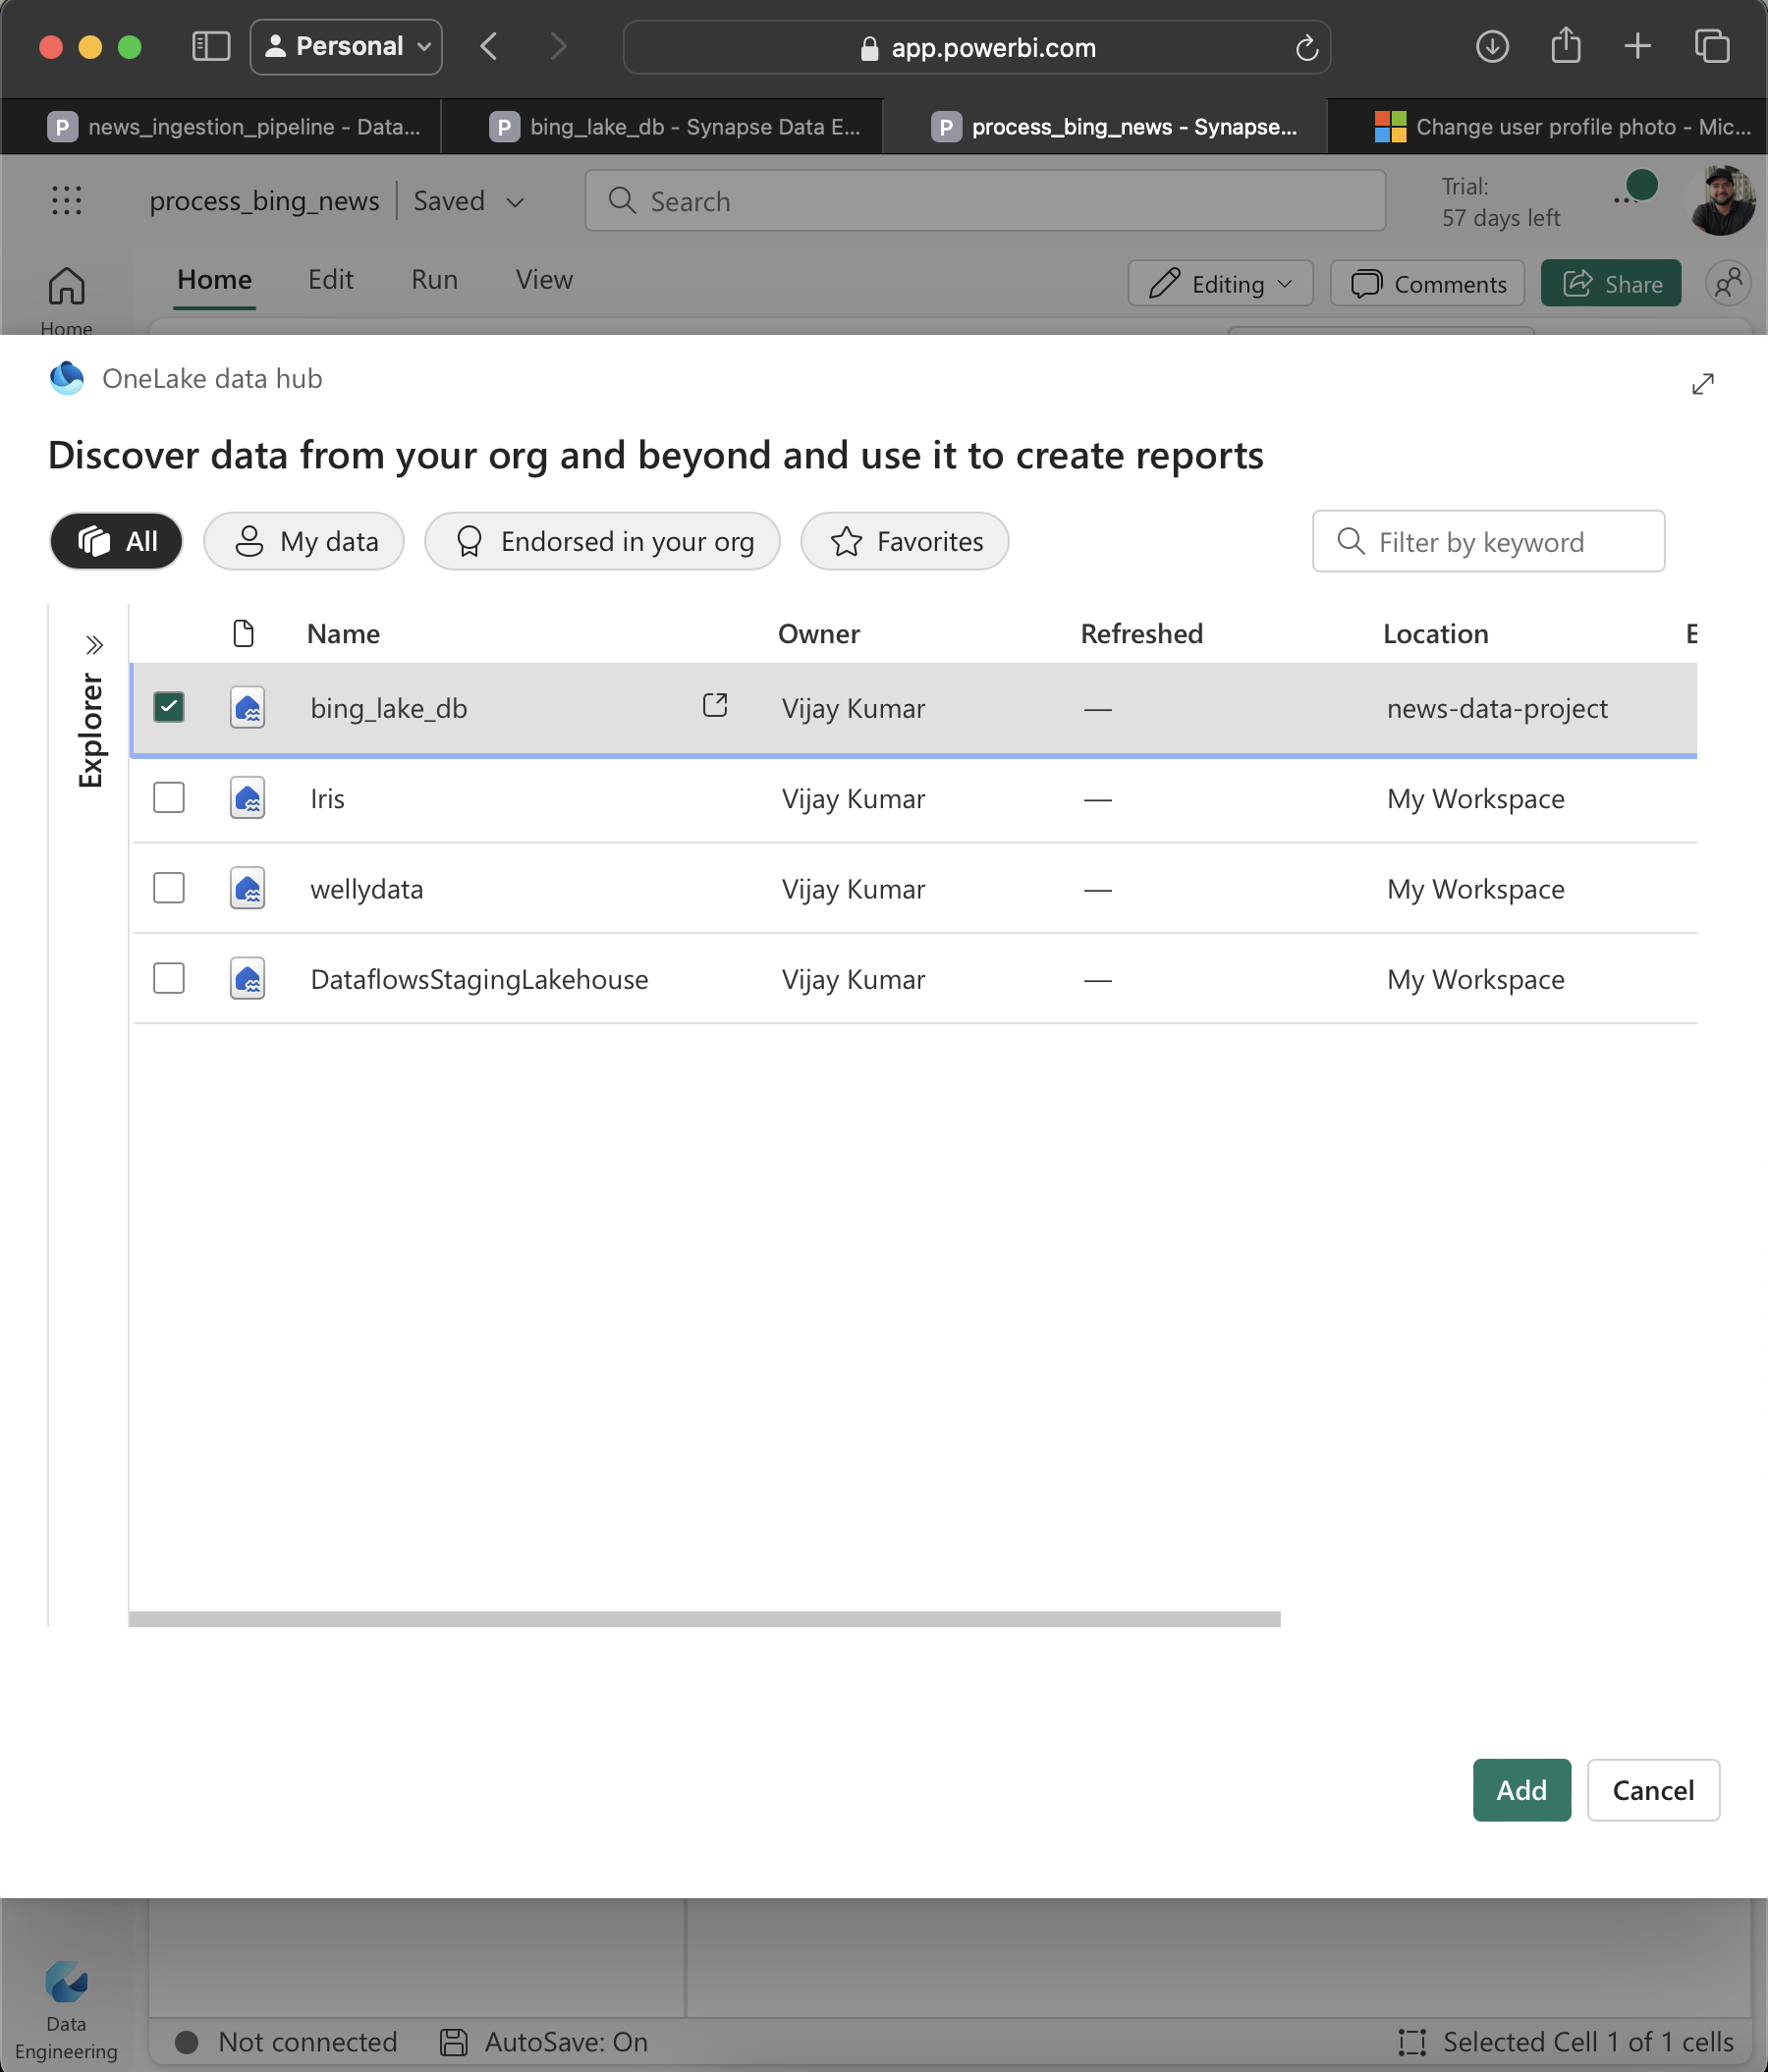 Personal
app.powerbi.com
P news_ingestion_pipeline - Data...
P bing_lake_db - Synapse Data E...
P process_bing_news - Synapse...
Change user profile photo - Mic...
process_bing_news
Saved
Search
Trial:
57 days left
Home
Home
Edit
Run
View
Editing
Comments
Share
OneLake data hub
Discover data from your org and beyond and use it to create reports
All
My data
Endorsed in your org
Favorites
Filter by keyword
Explorer
Name Owner Refreshed Location E
bing_lake_db Vijay Kumar — news-data-project
Iris Vijay Kumar — My Workspace
wellydata Vijay Kumar — My Workspace
DataflowsStagingLakehouse Vijay Kumar — My Workspace
Add
Cancel
Data
Engineering
Not connected
AutoSave: On
Selected Cell 1 of 1 cells